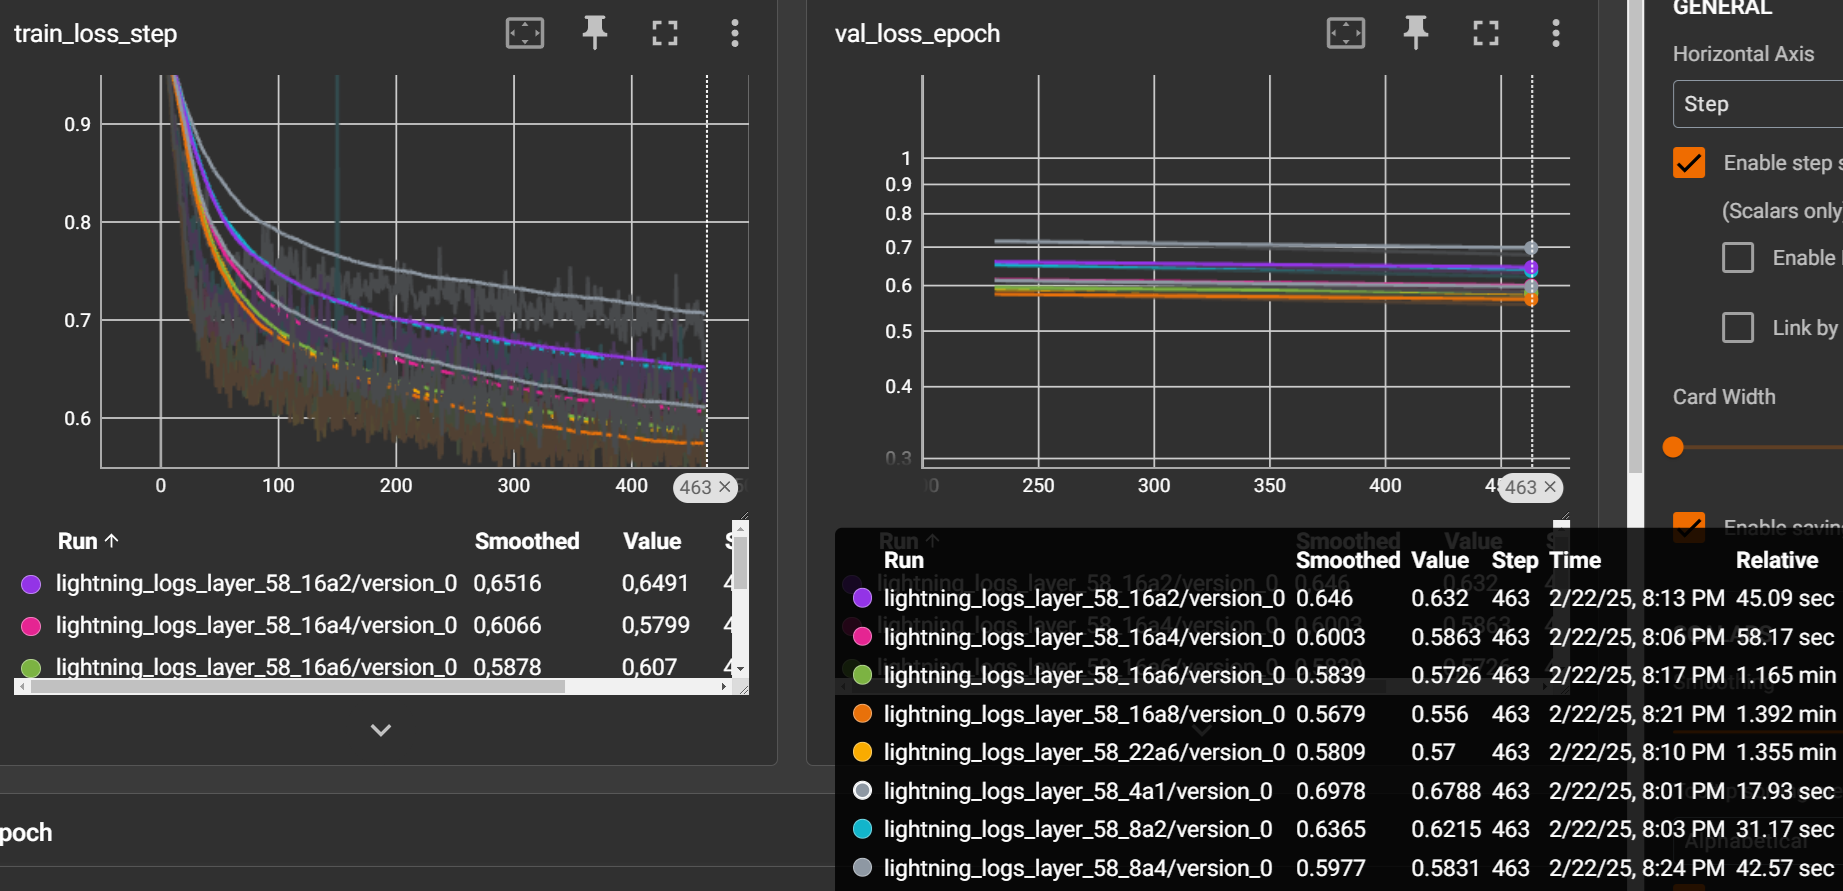 train_loss_step
0.9
0.8
0.7
0.6
0 100 200 300 400
463 ×
Run ↑ Smoothed Value
lightning_logs_layer_58_16a2/version_0 0,6516 0,6491 4
lightning_logs_layer_58_16a4/version_0 0,6066 0,5799 4
lightning_logs_layer_58_16a6/version_0 0,5878 0,607 4
poch
val_loss_epoch
1
0.9
0.8
0.7
0.6
0.5
0.4
0.3
250 300 350 400 45
463 ×
Run Smoothed Value Step Time Relative
lightning_logs_layer_58_16a2/version_0 0.646 0.632 463 2/22/25, 8:13 PM 45.09 sec
lightning_logs_layer_58_16a4/version_0 0.6003 0.5863 463 2/22/25, 8:06 PM 58.17 sec
lightning_logs_layer_58_16a6/version_0 0.5839 0.5726 463 2/22/25, 8:17 PM 1.165 min
lightning_logs_layer_58_16a8/version_0 0.5679 0.556 463 2/22/25, 8:21 PM 1.392 min
lightning_logs_layer_58_22a6/version_0 0.5809 0.57 463 2/22/25, 8:10 PM 1.355 min
lightning_logs_layer_58_4a1/version_0 0.6978 0.6788 463 2/22/25, 8:01 PM 17.93 sec
lightning_logs_layer_58_8a2/version_0 0.6365 0.6215 463 2/22/25, 8:03 PM 31.17 sec
lightning_logs_layer_58_8a4/version_0 0.5977 0.5831 463 2/22/25, 8:24 PM 42.57 sec
GENERAL
Horizontal Axis
Step
Enable step s
(Scalars only
Enable
Link by
Card Width
Enable savin
Smoothing
Alphabetical